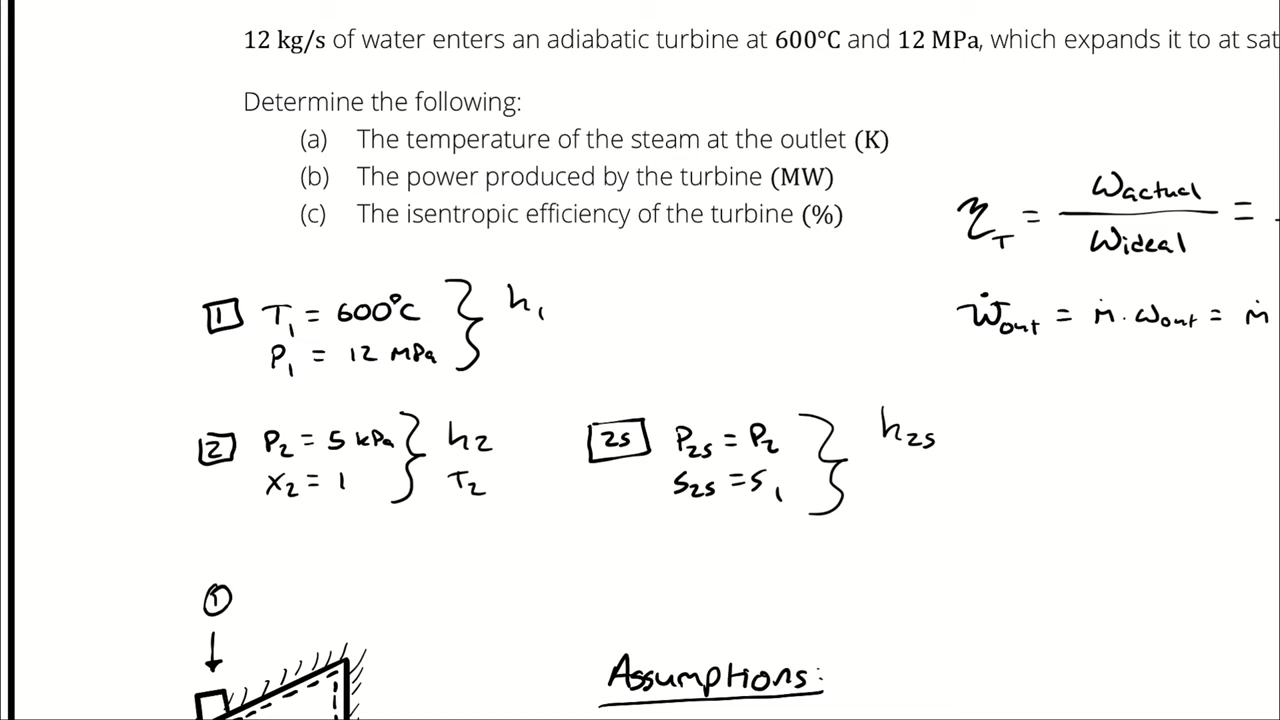 12 kg/s of water enters an adiabatic turbine at 600°C and 12 MPa, which expands it to at sat
Determine the following:
(a) The temperature of the steam at the outlet (K)
(b) The power produced by the turbine (MW)
(c) The isentropic efficiency of the turbine (%)
η_T = ω_actual / ω_ideal =
Ẇ_out = ṁ · ω_out = ṁ
1 T₁ = 600°C } h₁
P₁ = 12 MPa
2 P₂ = 5 kPa } h₂
x₂ = 1 T₂
2s P₂s = P₂ } h₂s
s₂s = s₁
①
Assumptions: